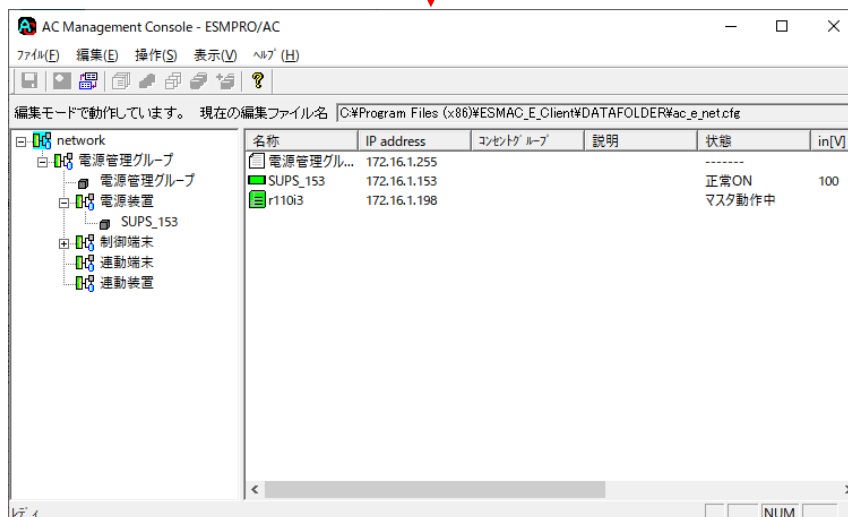 AC Management Console - ESMPRO/AC
ﾌｧｲﾙ(F) 編集(E) 操作(S) 表示(V) ﾍﾙﾌﾟ(H)
編集モードで動作しています。 現在の編集ファイル名 C:¥Program Files (x86)¥ESMAC_E_Client¥DATAFOLDER¥ac_e_net.cfg
network
電源管理グループ
電源管理グループ
電源装置
SUPS_153
制御端末
連動端末
連動装置
名称 IP address ｺﾝｾﾝﾄｸﾞﾙｰﾌﾟ 説明 状態 in[V]
電源管理グル... 172.16.1.255 -------
SUPS_153 172.16.1.153 正常ON 100
r110i3 172.16.1.198 マスタ動作中
ﾚﾃﾞｨ NUM